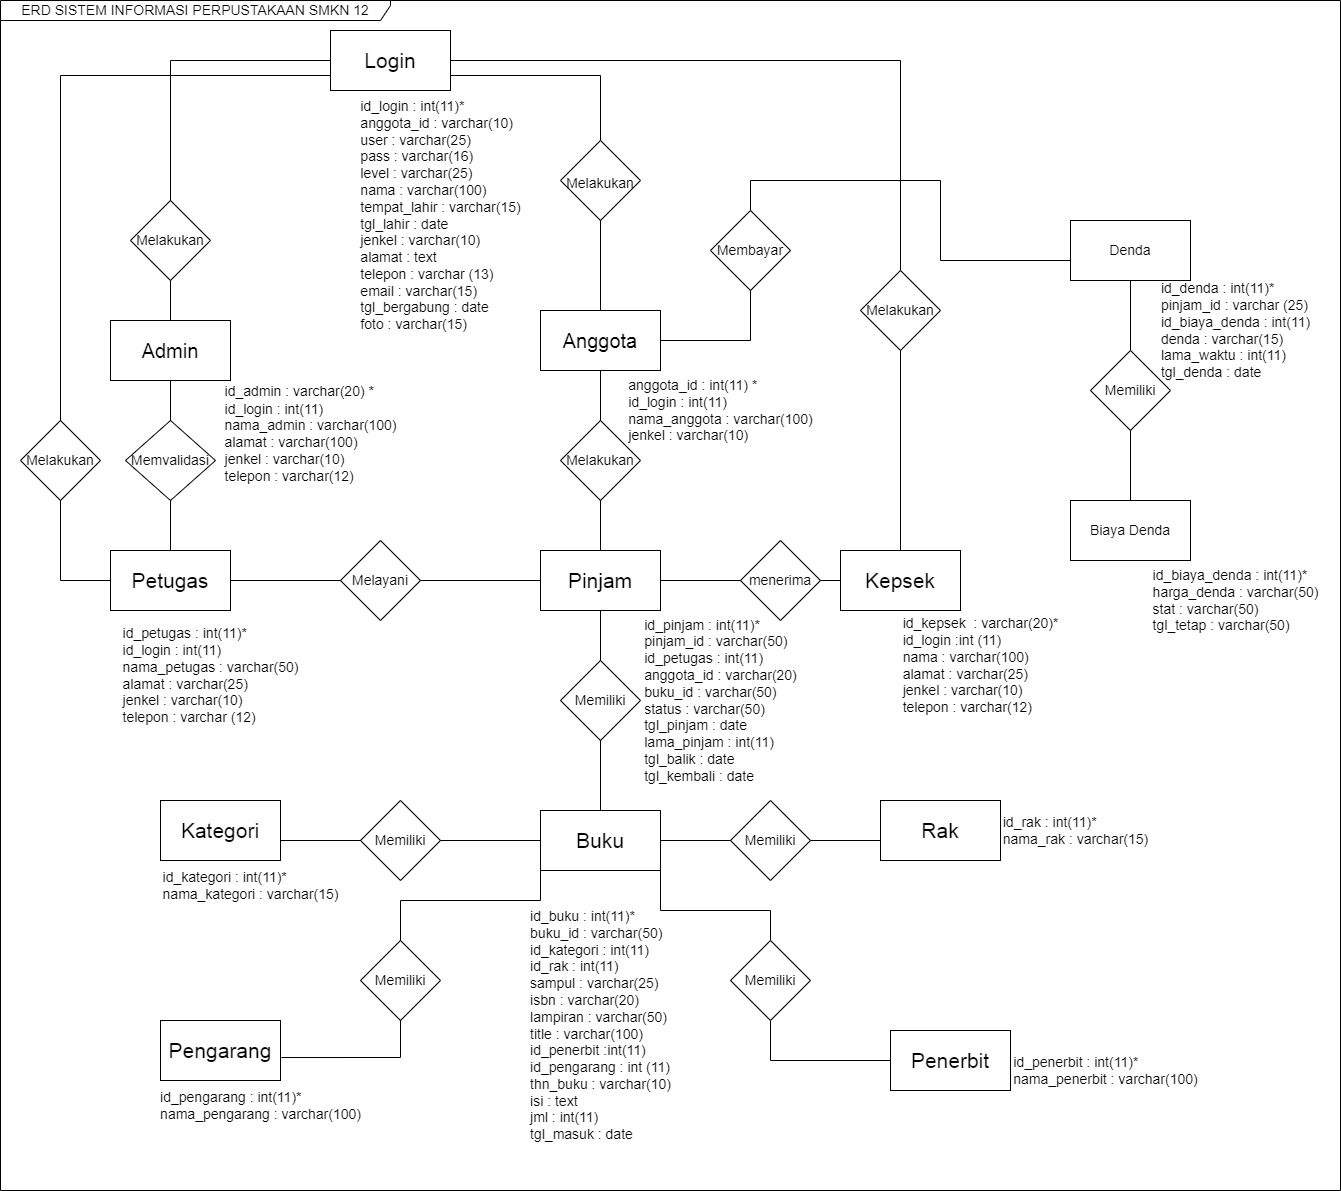 ERD SISTEM INFORMASI PERPUSTAKAAN SMKN 12
Login
id_login : int(11)*
anggota_id : varchar(10)
user : varchar(25)
pass : varchar(16)
level : varchar(25)
nama : varchar(100)
tempat_lahir : varchar(15)
tgl_lahir : date
jenkel : varchar(10)
alamat : text
telepon : varchar (13)
email : varchar(15)
tgl_bergabung : date
foto : varchar(15)
Melakukan
Melakukan
Membayar
Denda
id_denda : int(11)*
pinjam_id : varchar (25)
id_biaya_denda : int(11)
denda : varchar(15)
lama_waktu : int(11)
tgl_denda : date
Melakukan
Admin
id_admin : varchar(20) *
id_login : int(11)
nama_admin : varchar(100)
alamat : varchar(100)
jenkel : varchar(10)
telepon : varchar(12)
Anggota
anggota_id : int(11) *
id_login : int(11)
nama_anggota : varchar(100)
jenkel : varchar(10)
Memiliki
Melakukan
Memvalidasi
Melakukan
Biaya Denda
id_biaya_denda : int(11)*
harga_denda : varchar(50)
stat : varchar(50)
tgl_tetap : varchar(50)
Petugas
id_petugas : int(11)*
id_login : int(11)
nama_petugas : varchar(50)
alamat : varchar(25)
jenkel : varchar(10)
telepon : varchar (12)
Melayani
Pinjam
id_pinjam : int(11)*
pinjam_id : varchar(50)
id_petugas : int(11)
anggota_id : varchar(20)
buku_id : varchar(50)
status : varchar(50)
tgl_pinjam : date
lama_pinjam : int(11)
tgl_balik : date
tgl_kembali : date
menerima
Kepsek
id_kepsek  : varchar(20)*
id_login :int (11)
nama : varchar(100)
alamat : varchar(25)
jenkel : varchar(10)
telepon : varchar(12)
Memiliki
Kategori
id_kategori : int(11)*
nama_kategori : varchar(15)
Memiliki
Buku
Memiliki
Rak
id_rak : int(11)*
nama_rak : varchar(15)
id_buku : int(11)*
buku_id : varchar(50)
id_kategori : int(11)
id_rak : int(11)
sampul : varchar(25)
isbn : varchar(20)
lampiran : varchar(50)
title : varchar(100)
id_penerbit :int(11)
id_pengarang : int (11)
thn_buku : varchar(10)
isi : text
jml : int(11)
tgl_masuk : date
Memiliki
Memiliki
Pengarang
id_pengarang : int(11)*
nama_pengarang : varchar(100)
Penerbit
id_penerbit : int(11)*
nama_penerbit : varchar(100)